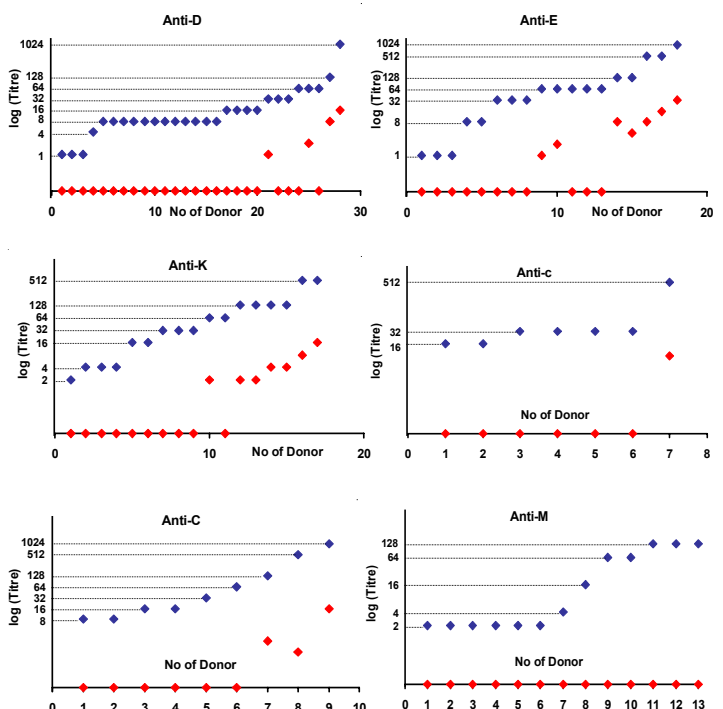 Anti-D
1024
128
64
32
16
8
4
1
log (Titre)
0 10 20 30
No of Donor
Anti-E
1024
512
128
64
32
8
1
log (Titre)
0 10 20
No of Donor
Anti-K
512
128
64
32
16
4
2
log (Titre)
0 10 20
No of Donor
Anti-c
512
32
16
log (Titre)
No of Donor
0 1 2 3 4 5 6 7 8
Anti-C
1024
512
128
64
32
16
8
log (Titre)
No of Donor
0 1 2 3 4 5 6 7 8 9 10
Anti-M
128
64
16
4
2
log (Titre)
No of Donor
0 1 2 3 4 5 6 7 8 9 10 11 12 13